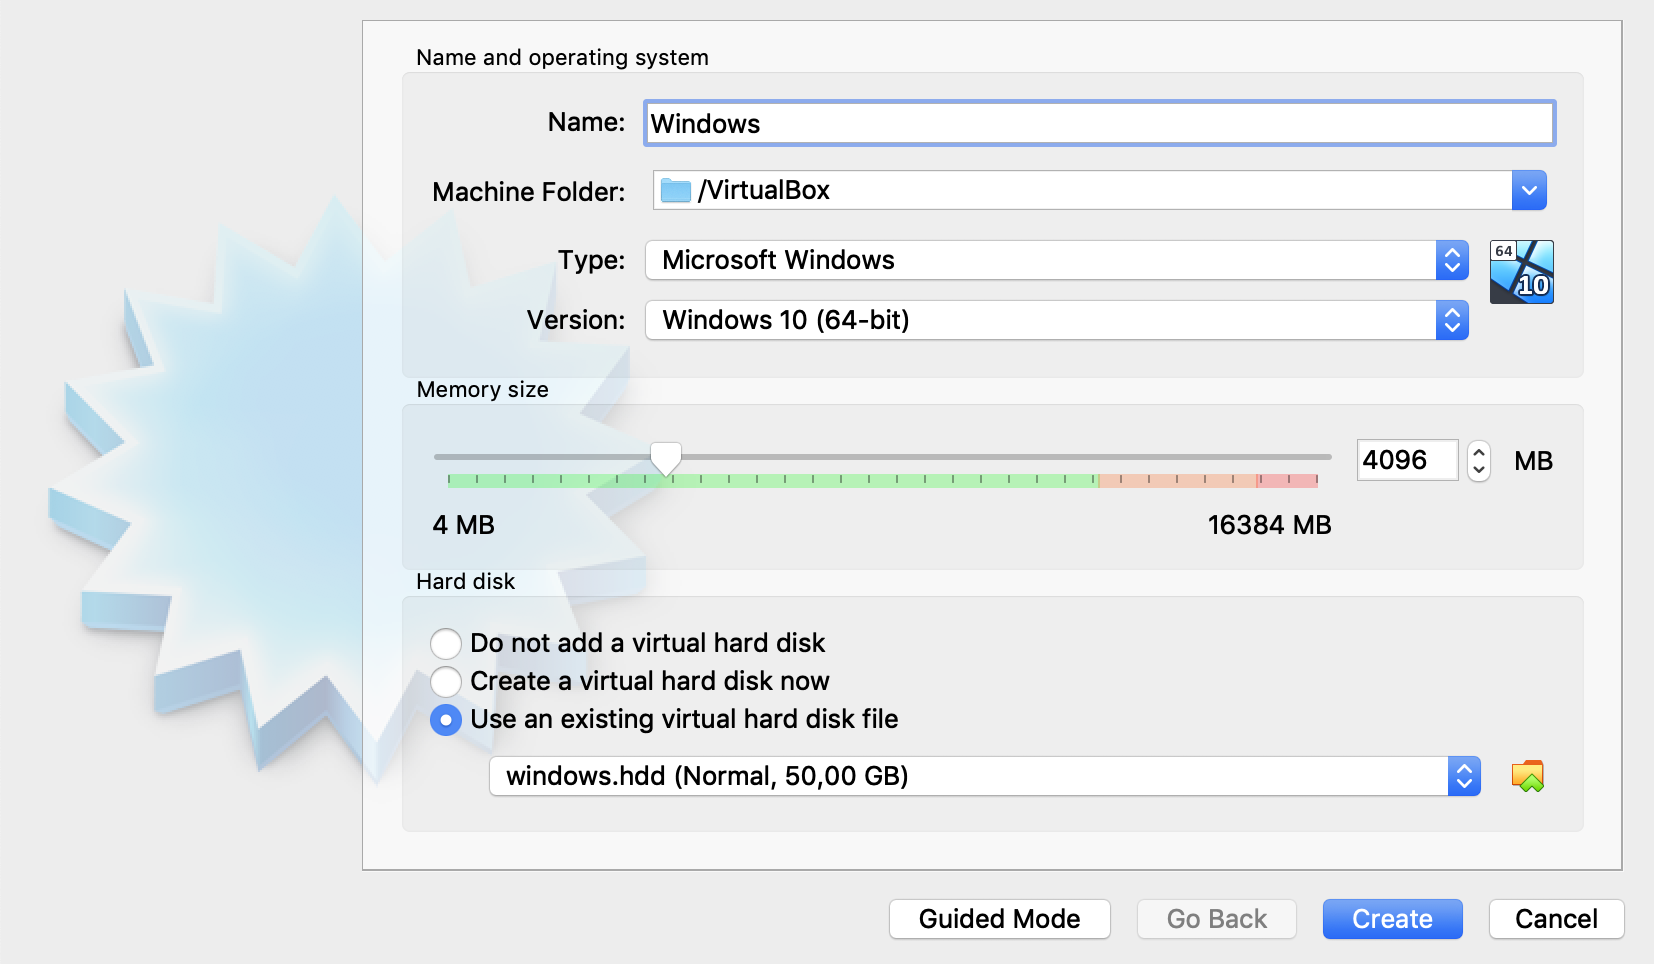 Name and operating system
Name: Windows
Machine Folder: /VirtualBox
Type: Microsoft Windows
64
10
Version: Windows 10 (64-bit)
Memory size
4096 MB
4 MB 16384 MB
Hard disk
Do not add a virtual hard disk
Create a virtual hard disk now
Use an existing virtual hard disk file
windows.hdd (Normal, 50,00 GB)
Guided Mode Go Back Create Cancel